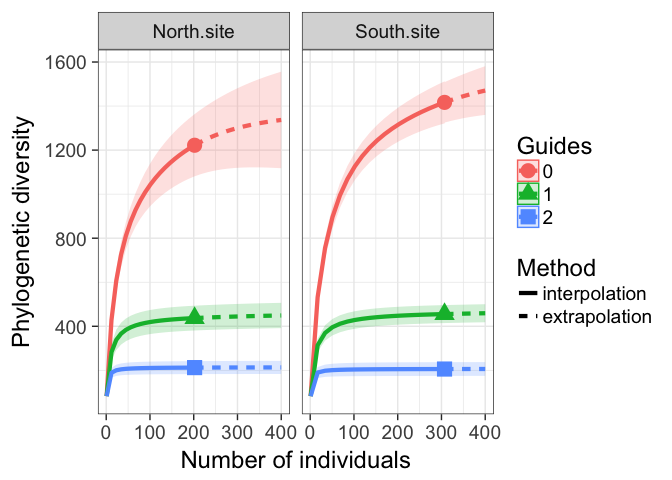 North.site
South.site
1600
1200
800
400
Phylogenetic diversity
0
100
200
300
400
0
100
200
300
400
Number of individuals
Guides
0
1
2
Method
interpolation
extrapolation